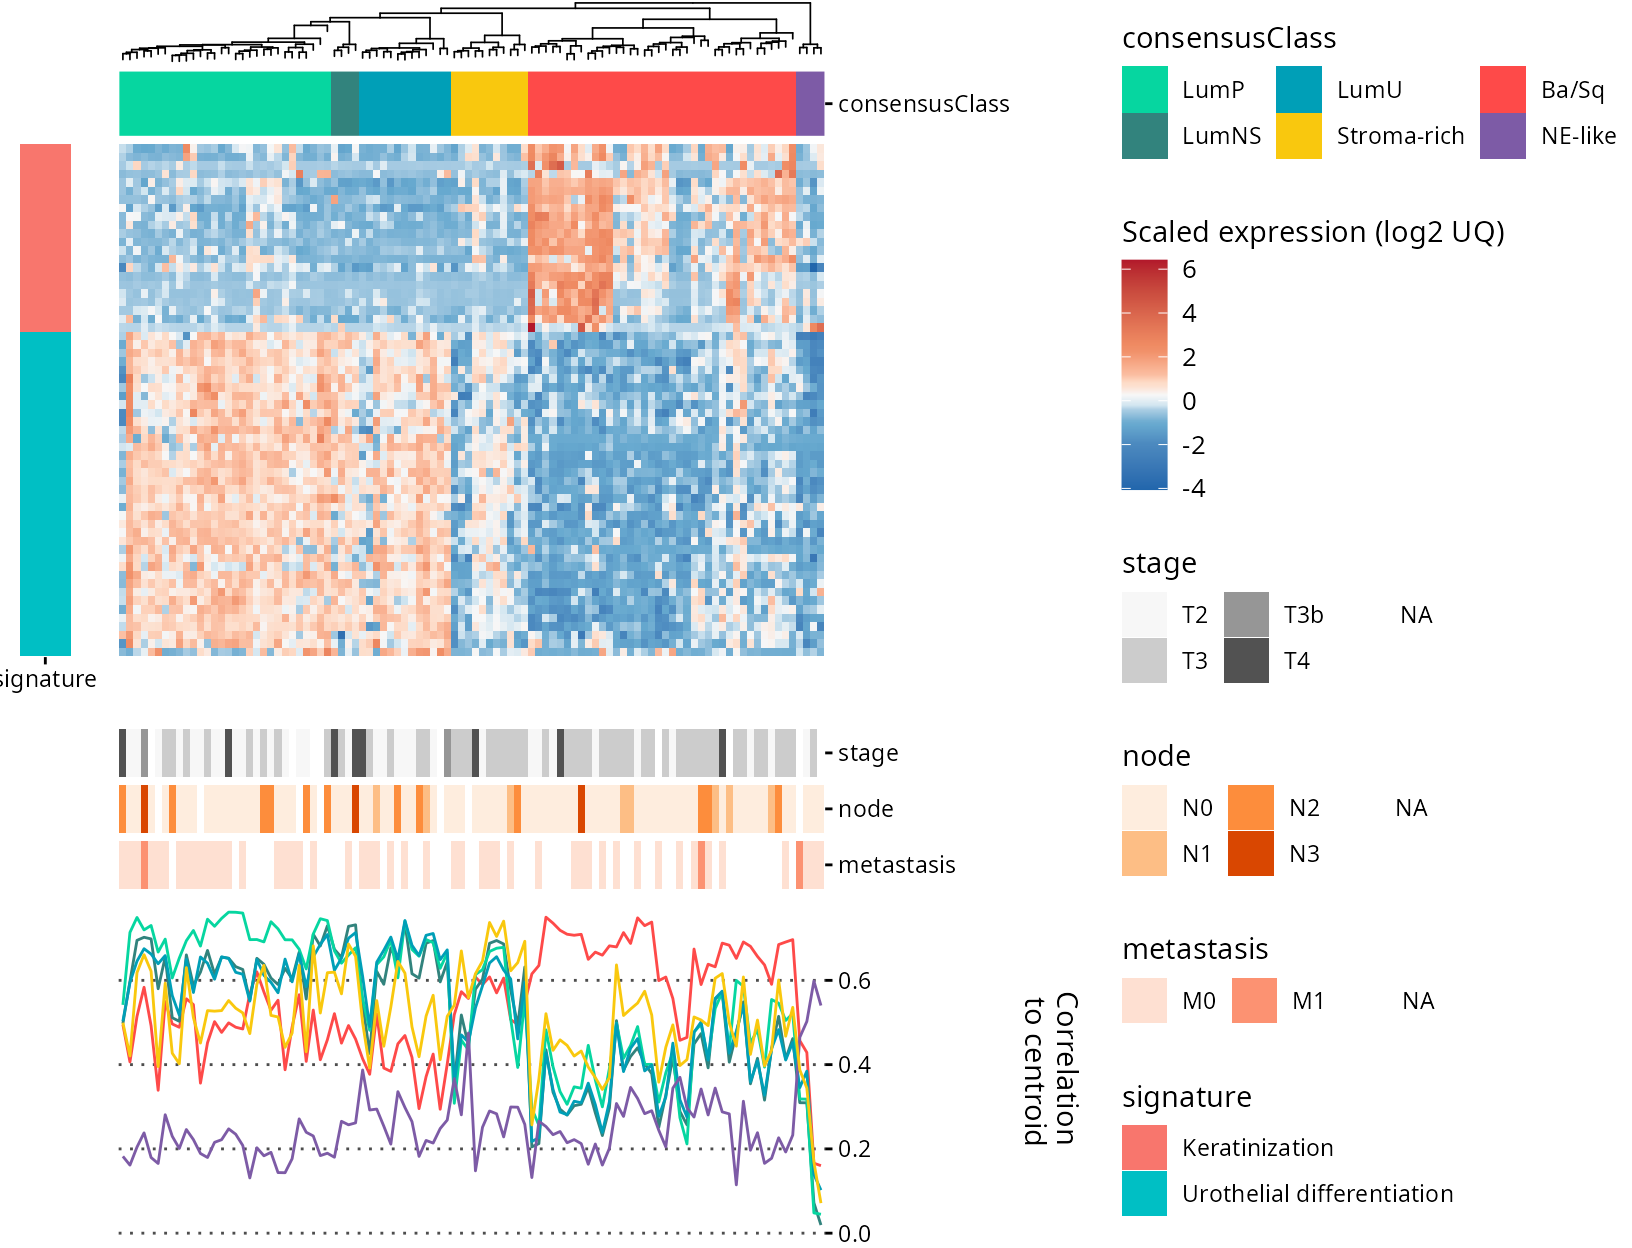 consensusClass
LumP
LumU
Ba/Sq
LumNS
Stroma-rich
NE-like
consensusClass
Scaled expression (log2 UQ)
6
4
2
0
-2
-4
signature
stage
T2
T3b
NA
T3
T4
stage
node
metastasis
node
N0
N2
NA
N1
N3
metastasis
M0
M1
NA
0.6
0.4
0.2
0.0
Correlation
to centroid
signature
Keratinization
Urothelial differentiation